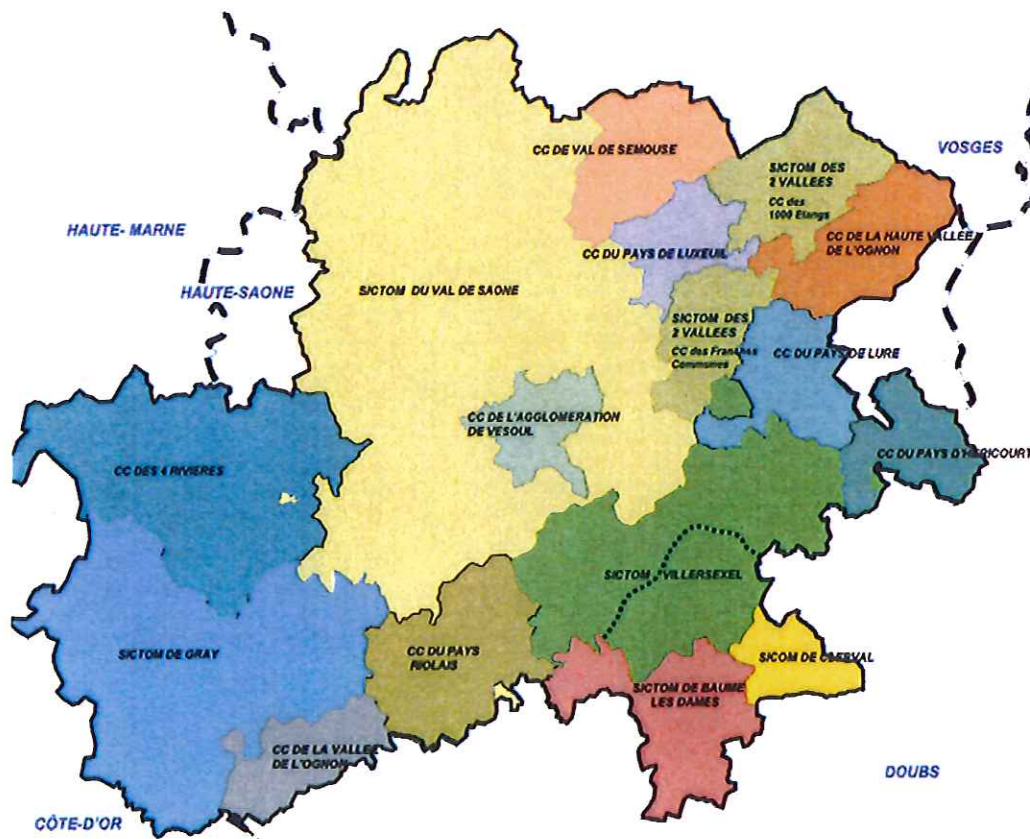 CC DE VAL DE SEMOUSE
VOSGES
SICTOM DES
2 VALLEES
CC des
1000 Etangs
HAUTE- MARNE
CC DE LA HAUTE VALLEE
DE L'OGNON
CC DU PAYS DE LUXEUIL
HAUTE-SAONE
SICTOM DU VAL DE SAONE
SICTOM DES
2 VALLEES
CC des Franches
Communes
CC DU PAYS DE LURE
CC DE L'AGGLOMERATION
DE VESOUL
CC DES 4 RIVIERES
CC DU PAYS D'HERICOURT
SICTOM VILLERSEXEL
SICTOM DE GRAY
CC DU PAYS
RIOLAIS
SICOM DE CLERVAL
SICTOM DE BAUME
LES DAMES
CC DE LA VALLEE
DE L'OGNON
DOUBS
CÔTE-D'OR